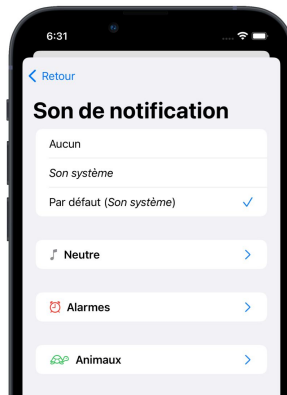 6:31
Retour
Son de notification
Aucun
Son système
Par défaut (Son système)
Neutre
Alarmes
Animaux